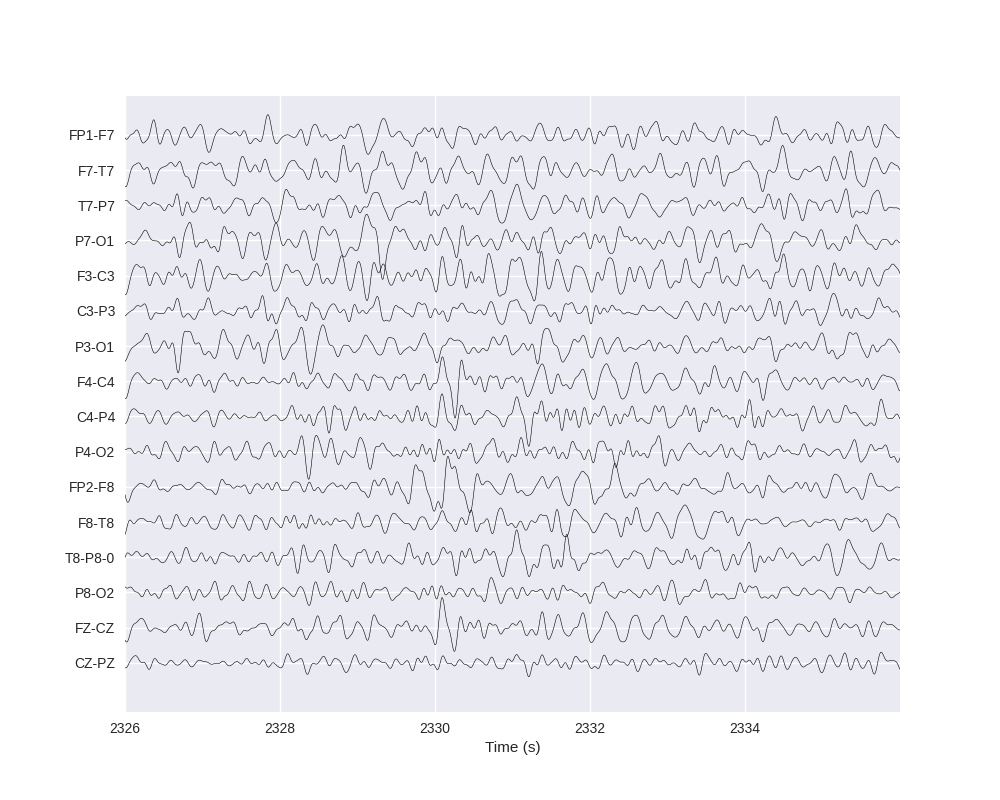 FP1-F7
F7-T7
T7-P7
P7-O1
F3-C3
C3-P3
P3-O1
F4-C4
C4-P4
P4-O2
FP2-F8
F8-T8
T8-P8-0
P8-O2
FZ-CZ
CZ-PZ
2326 2328 2330 2332 2334
Time (s)